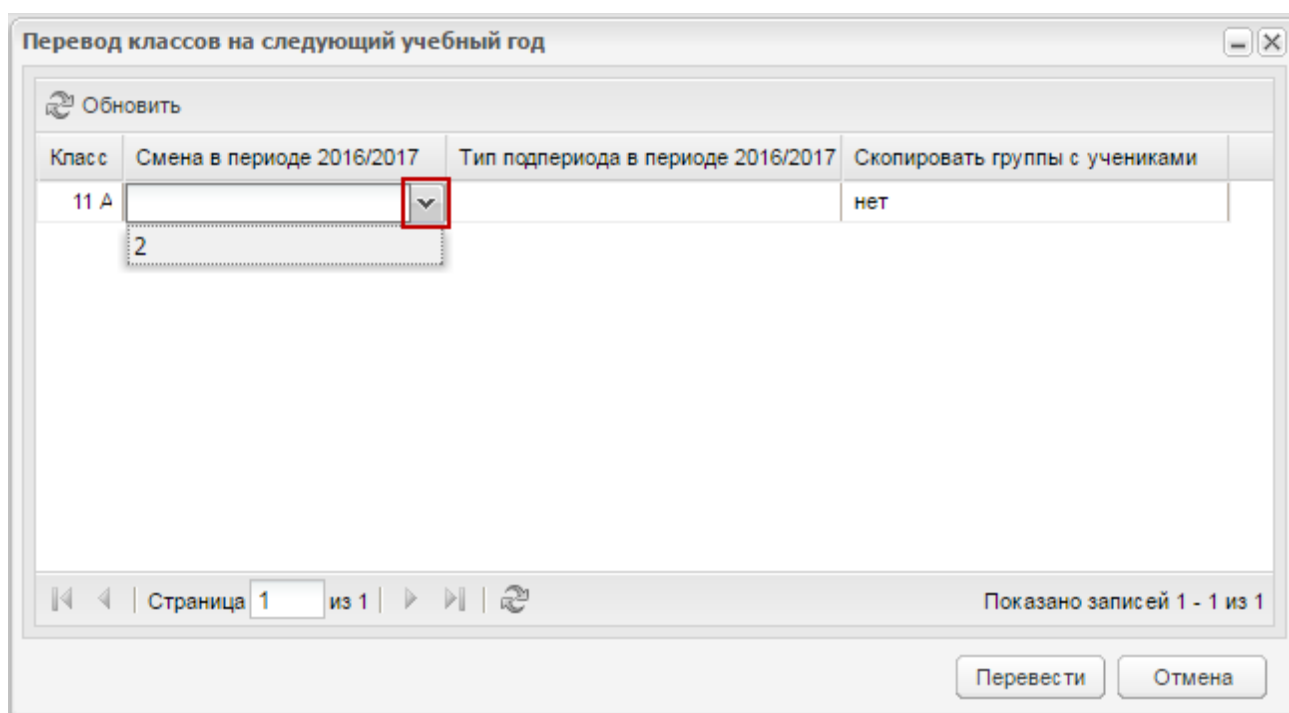 Перевод классов на следующий учебный год
Обновить
Класс Смена в периоде 2016/2017 Тип подпериода в периоде 2016/2017 Скопировать группы с учениками
11 А нет
2
Страница 1 из 1 Показано записей 1 - 1 из 1
Перевести Отмена